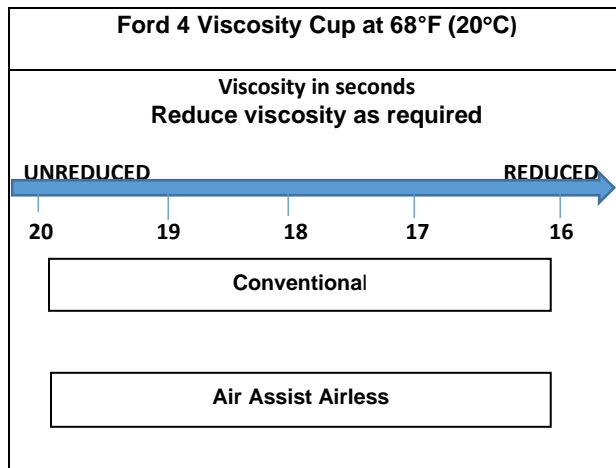 Ford 4 Viscosity Cup at 68°F (20°C)
Viscosity in seconds
Reduce viscosity as required
UNREDUCED REDUCED
20 19 18 17 16
Conventional
Air Assist Airless